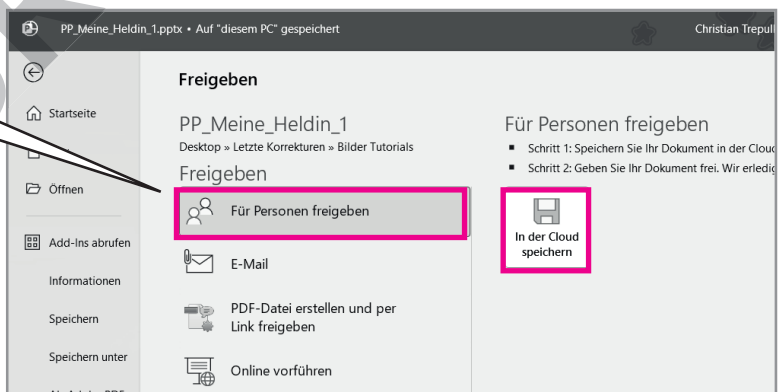 PP_Meine_Heldin_1.pptx • Auf "diesem PC" gespeichert
Christian Trepull
Freigeben
Startseite
Öffnen
Add-Ins abrufen
Informationen
Speichern
Speichern unter
PP_Meine_Heldin_1
Desktop » Letzte Korrekturen » Bilder Tutorials
Freigeben
Für Personen freigeben
E-Mail
PDF-Datei erstellen und per
Link freigeben
Online vorführen
Für Personen freigeben
▪ Schritt 1: Speichern Sie Ihr Dokument in der Cloud
▪ Schritt 2: Geben Sie Ihr Dokument frei. Wir
In der Cloud
speichern